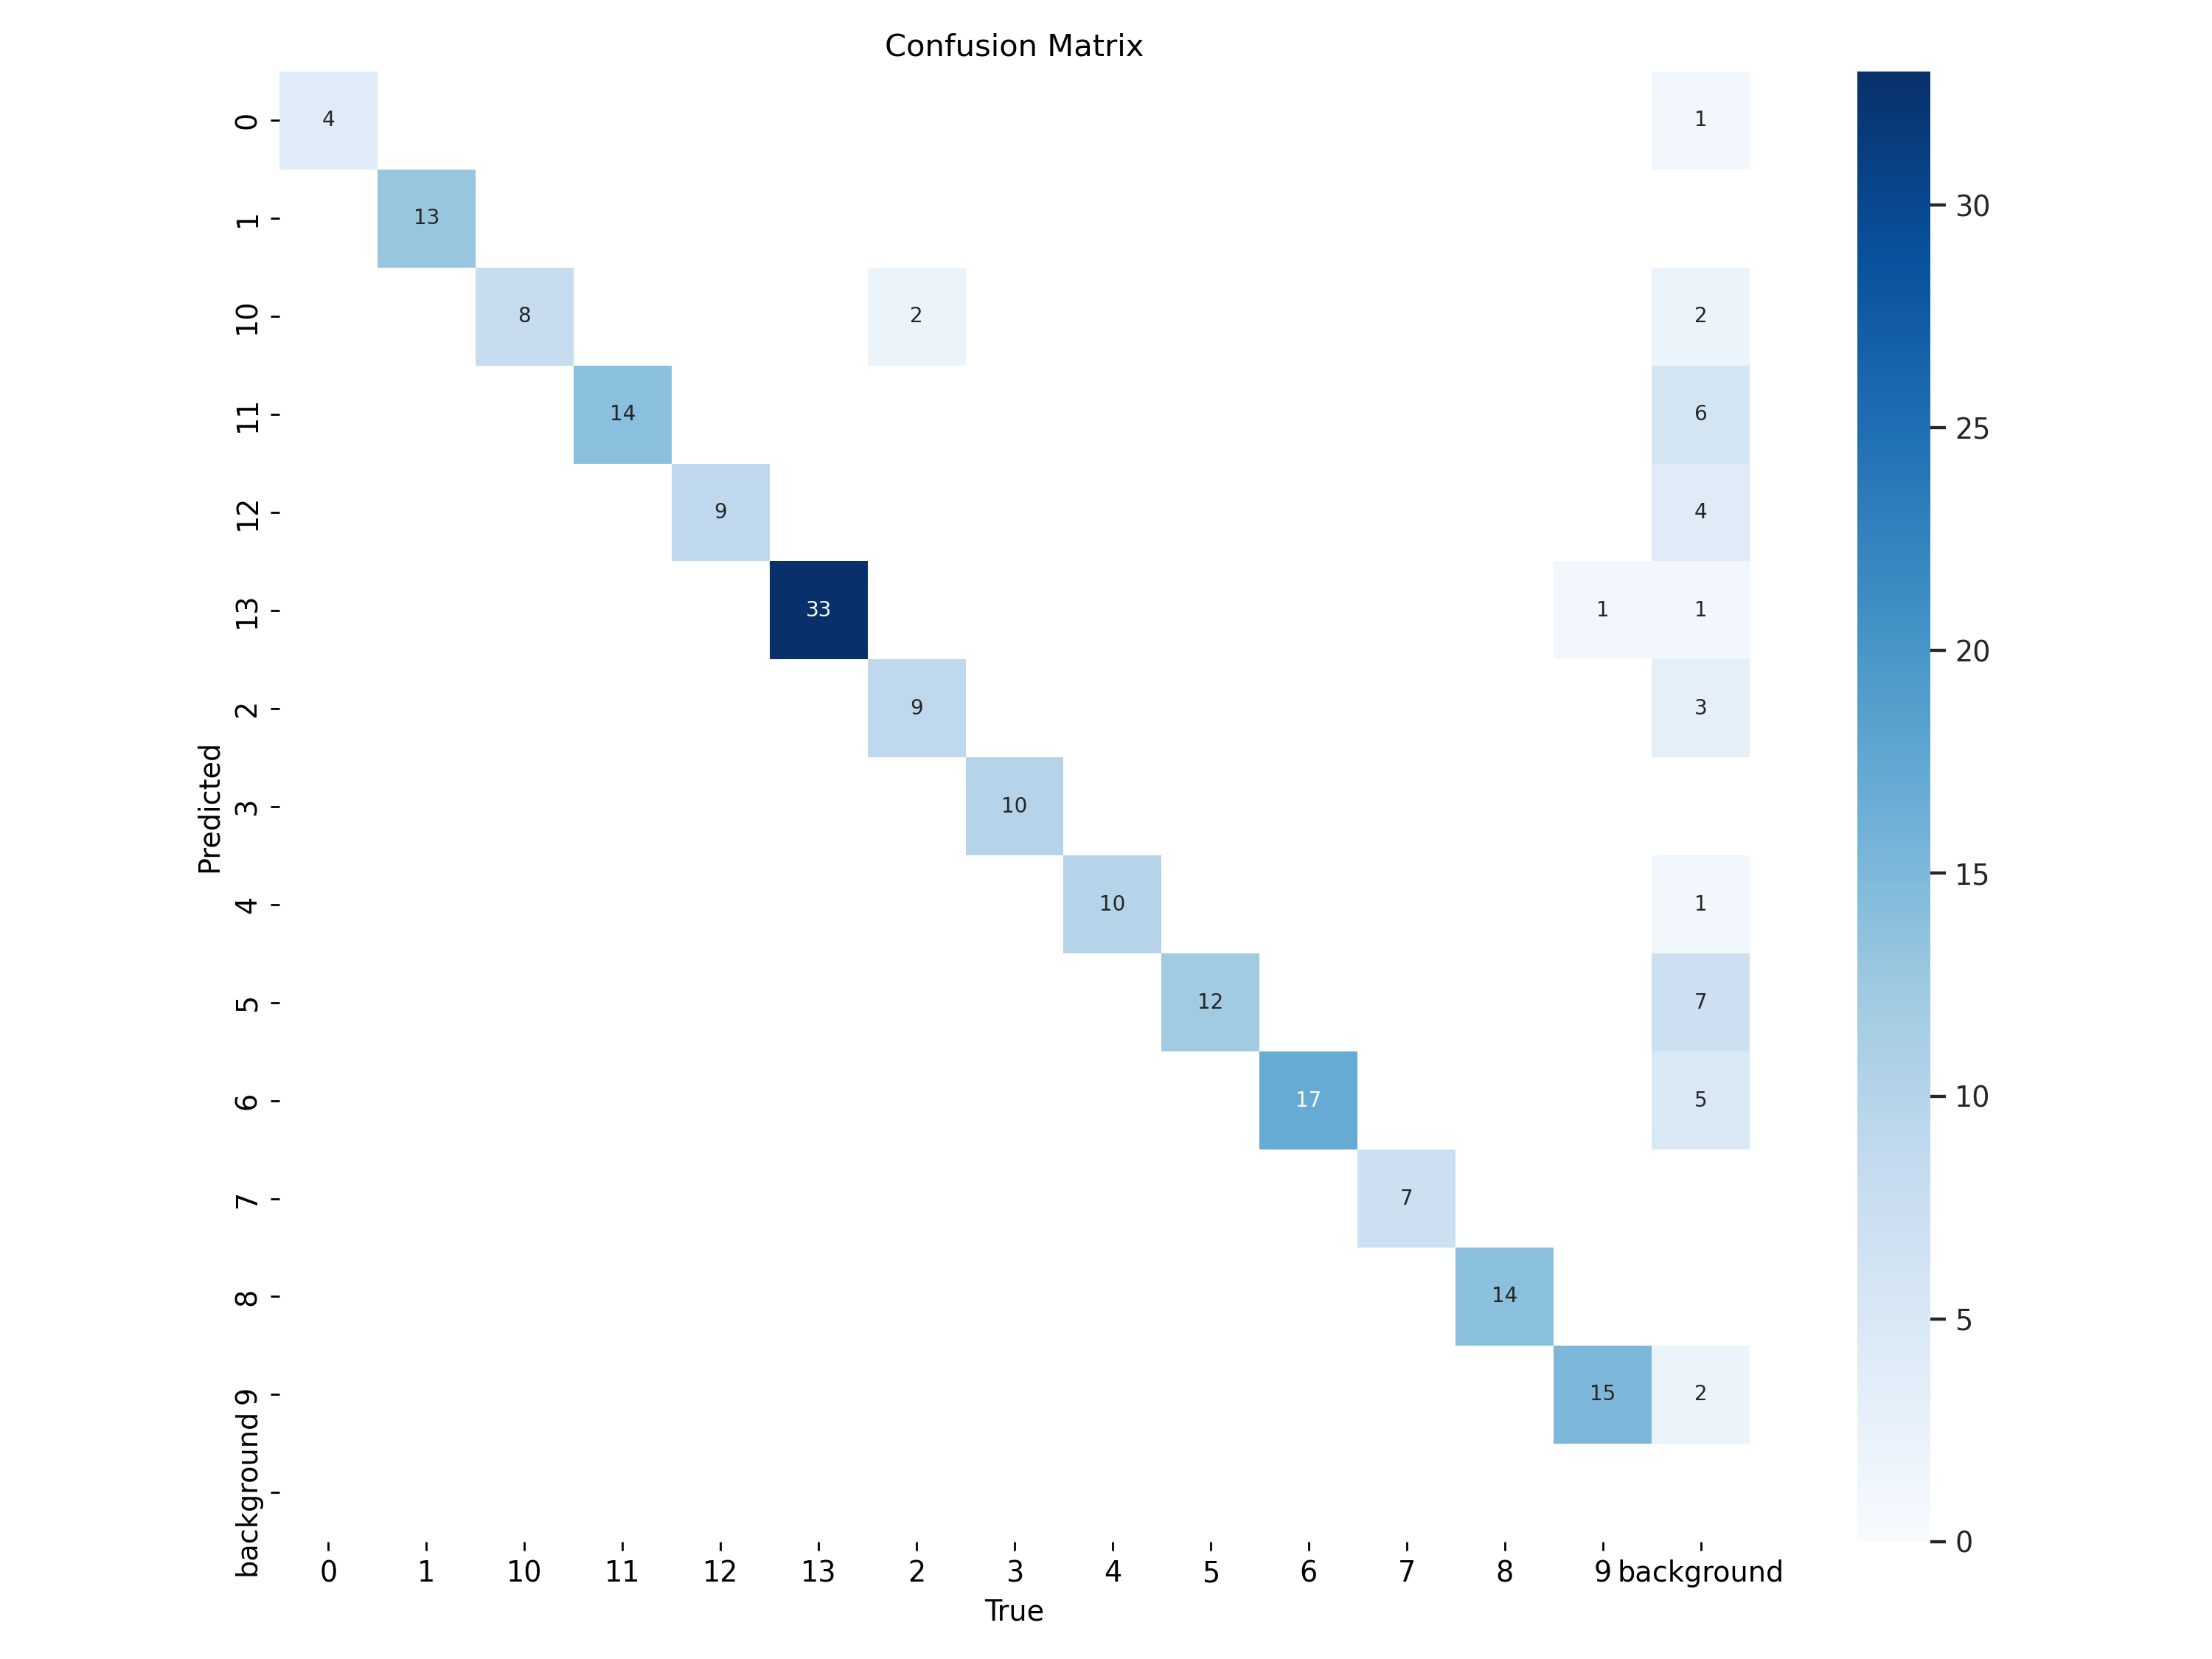 Confusion Matrix
Predicted
0 4 1
1 13
10 8 2 2
11 14 6
12 9 4
13 33 1 1
2 9 3
3 10
4 10 1
5 12 7
6 17 5
7 7
8 14
9 15 2
background
0 1 10 11 12 13 2 3 4 5 6 7 8 9 background
True
30
25
20
15
10
5
0